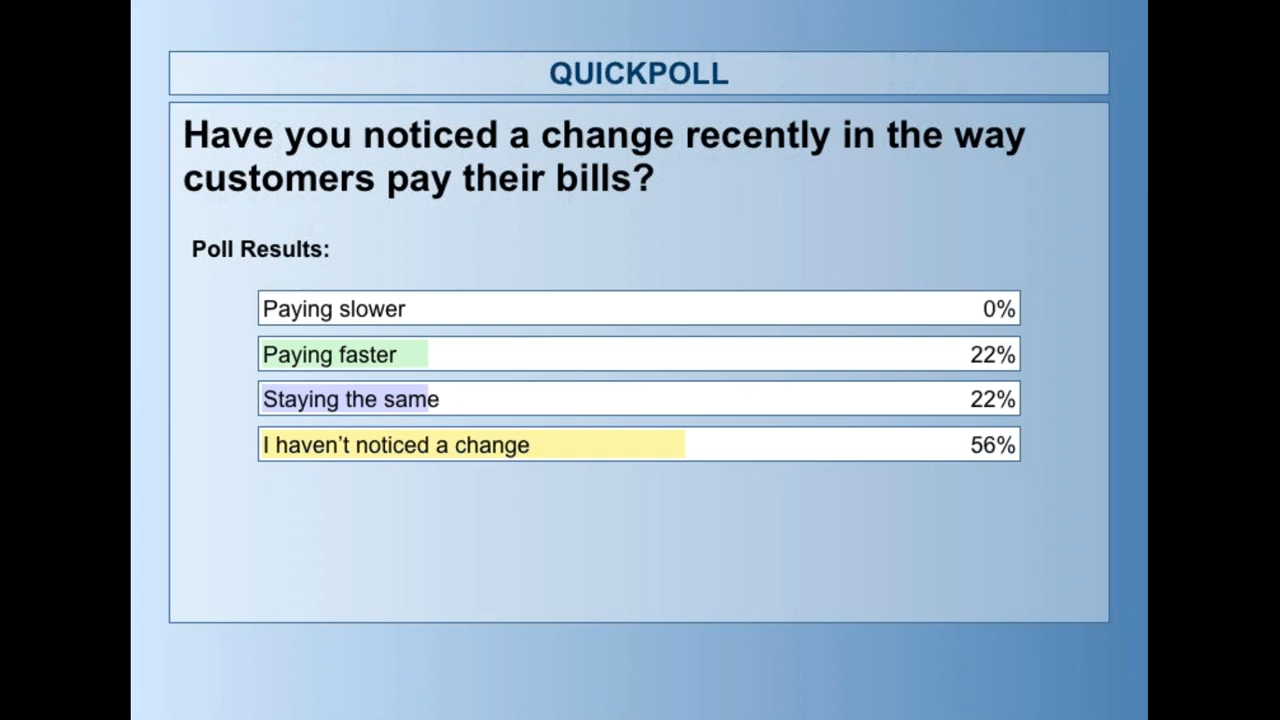 QUICKPOLL
Have you noticed a change recently in the way
customers pay their bills?
Poll Results:
Paying slower 0%
Paying faster 22%
Staying the same 22%
I haven’t noticed a change 56%